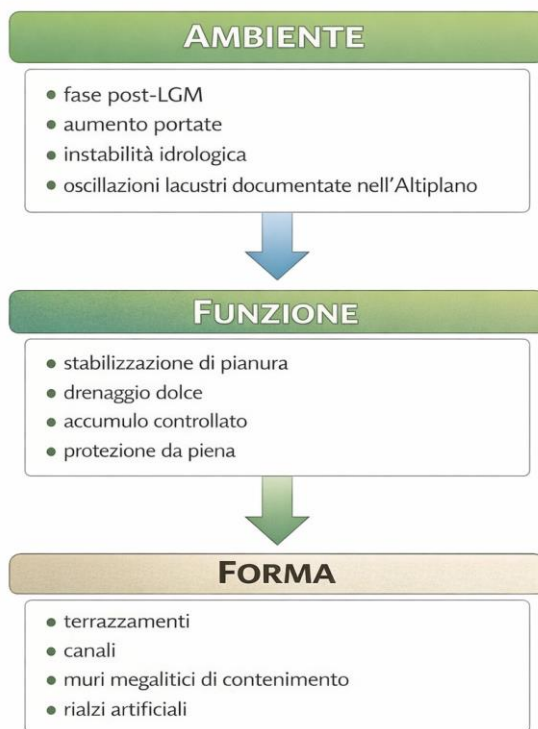 AMBIENTE
• fase post-LGM
• aumento portate
• instabilità idrologica
• oscillazioni lacustri documentate nell'Altiplano
FUNZIONE
• stabilizzazione di pianura
• drenaggio dolce
• accumulo controllato
• protezione da piena
FORMA
• terrazzamenti
• canali
• muri megalitici di contenimento
• rialzi artificiali